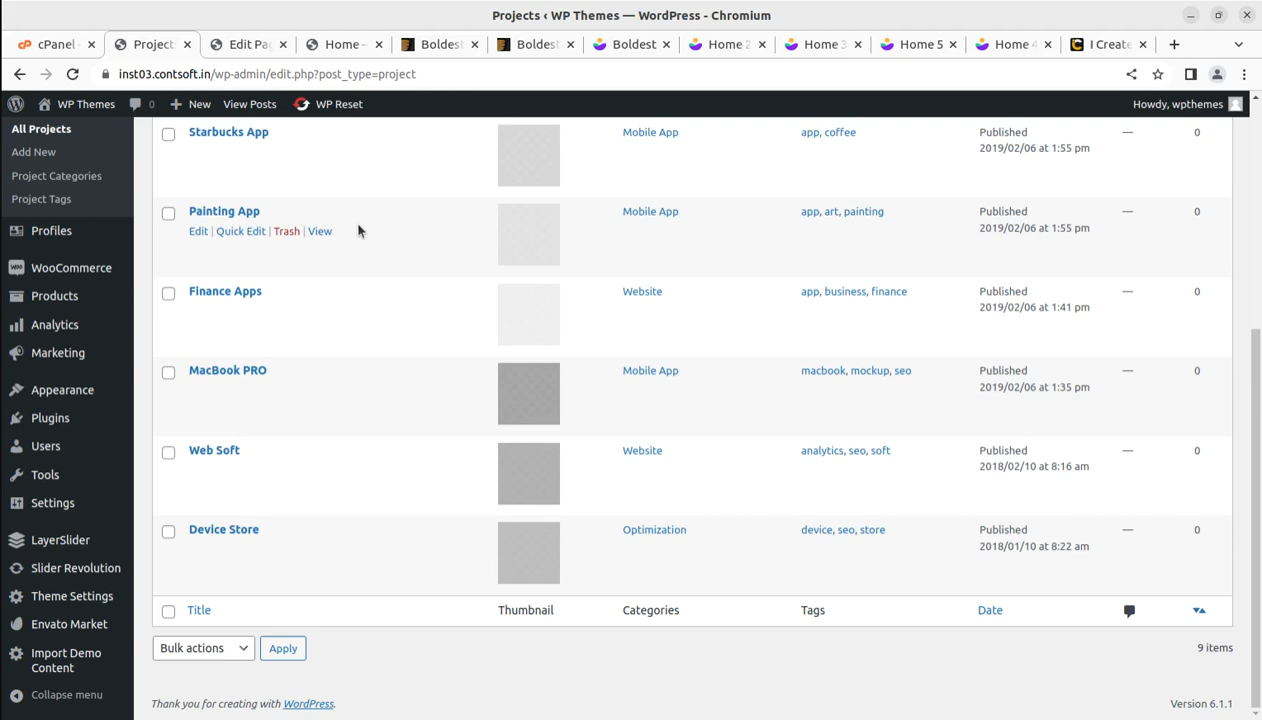 Projects ‹ WP Themes — WordPress - Chromium
cPanel
Project
Edit Pa
Home -
Boldes
Boldes
Boldest
Home 2
Home 3
Home 5
Home 4
I Create
inst03.contsoft.in/wp-admin/edit.php?post_type=project
WP Themes 0 New View Posts WP Reset Howdy, wpthemes
All Projects
Add New
Project Categories
Project Tags
Profiles
WooCommerce
Products
Analytics
Marketing
Appearance
Plugins
Users
Tools
Settings
LayerSlider
Slider Revolution
Theme Settings
Envato Market
Import Demo
Content
Collapse menu
Starbucks App Mobile App app, coffee Published — 0
2019/02/06 at 1:55 pm
Painting App Mobile App app, art, painting Published — 0
Edit | Quick Edit | Trash | View 2019/02/06 at 1:55 pm
Finance Apps Website app, business, finance Published — 0
2019/02/06 at 1:41 pm
MacBook PRO Mobile App macbook, mockup, seo Published — 0
2019/02/06 at 1:35 pm
Web Soft Website analytics, seo, soft Published — 0
2018/02/10 at 8:16 am
Device Store Optimization device, seo, store Published — 0
2018/01/10 at 8:22 am
Title Thumbnail Categories Tags Date
Bulk actions Apply 9 items
Thank you for creating with WordPress. Version 6.1.1